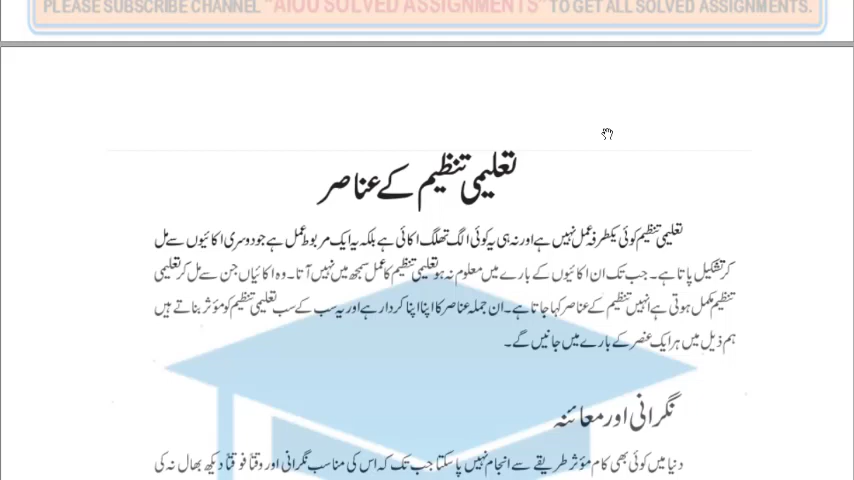 PLEASE SUBSCRIBE CHANNEL "AIOU SOLVED ASSIGNMENTS" TO GET ALL SOLVED ASSIGNMENTS.
تعلیمی تنظیم کے عناصر
تعلیمی تنظیم کوئی یکطرفہ عمل نہیں ہے اور نہ ہی یہ کوئی الگ تھلگ اکائی ہے بلکہ یہ ایک مربوط عمل ہے جو دوسری اکائیوں سے مل
کر تشکیل پاتا ہے۔ جب تک ان اکائیوں کے بارے میں معلوم نہ ہو تعلیمی تنظیم کا عمل سمجھ میں نہیں آتا۔ وہ اکائیاں جن سے مل کر تعلیمی
تنظیم مکمل ہوتی ہے انہیں تنظیم کے عناصر کہا جاتا ہے۔ ان جملہ عناصر کا اپنا اپنا کردار ہے اور یہ سب کے سب تعلیمی تنظیم کو مؤثر بناتے ہیں
ہم ذیل میں ہر ایک عنصر کے بارے میں جانیں گے۔
نگرانی اور معائنہ
دنیا میں کوئی بھی کام مؤثر طریقے سے انجام نہیں پا سکتا جب تک کہ اس کی مناسب نگرانی اور وقتاً فوقتاً دیکھ بھال نہ کی